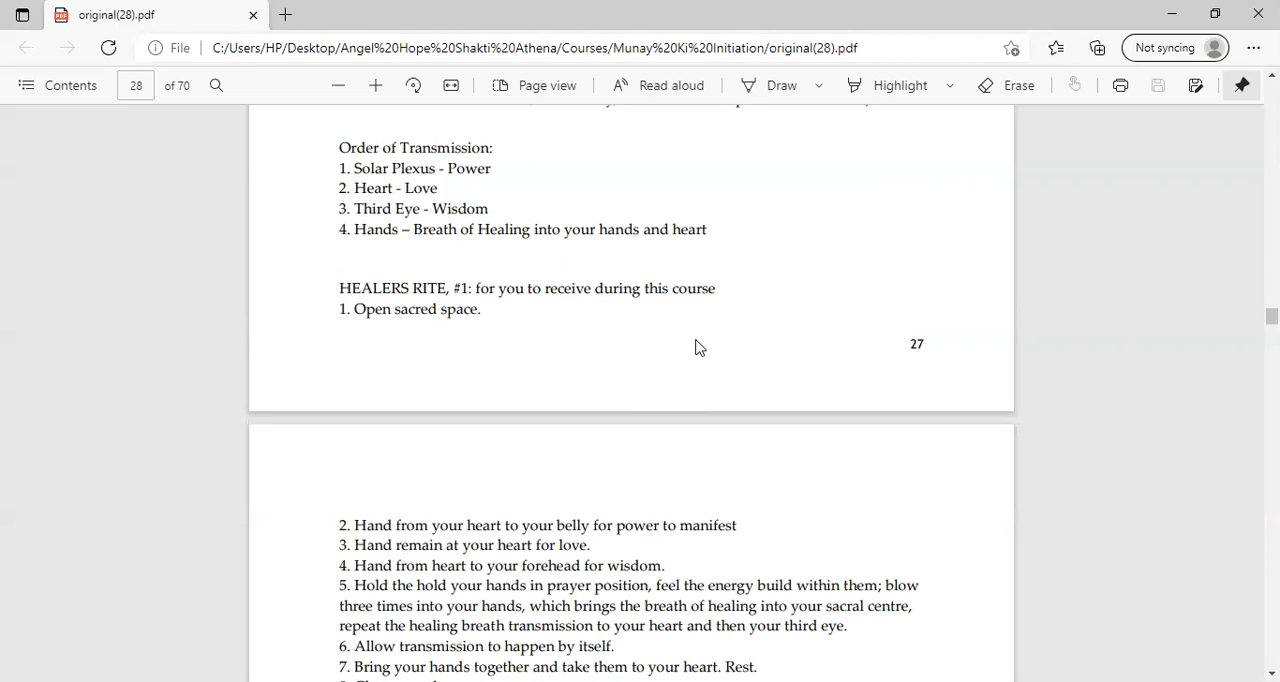 original(28).pdf
File
C:/Users/HP/Desktop/Angel%20Hope%20Shakti%20Athena/Courses/Munay%20Ki%20Initiation/original(28).pdf
Not syncing
Contents
28
of 70
Page view
Read aloud
Draw
Highlight
Erase
Order of Transmission:
1. Solar Plexus - Power
2. Heart - Love
3. Third Eye - Wisdom
4. Hands – Breath of Healing into your hands and heart
HEALERS RITE, #1: for you to receive during this course
1. Open sacred space.
27
2. Hand from your heart to your belly for power to manifest
3. Hand remain at your heart for love.
4. Hand from heart to your forehead for wisdom.
5. Hold the hold your hands in prayer position, feel the energy build within them; blow
three times into your hands, which brings the breath of healing into your sacral centre,
repeat the healing breath transmission to your heart and then your third eye.
6. Allow transmission to happen by itself.
7. Bring your hands together and take them to your heart. Rest.